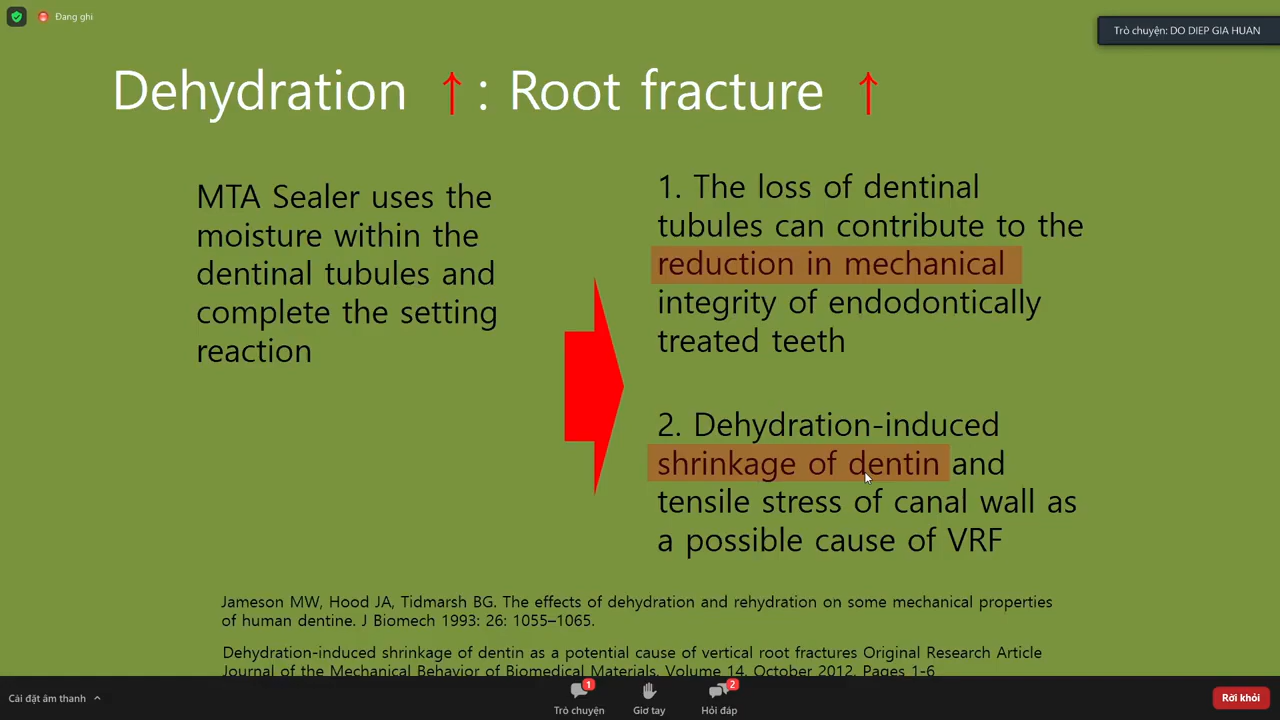 Đang ghi
Trò chuyện: DO DIEP GIA HUAN
Dehydration ↑ : Root fracture ↑
MTA Sealer uses the
moisture within the
dentinal tubules and
complete the setting
reaction
1. The loss of dentinal
tubules can contribute to the
reduction in mechanical
integrity of endodontically
treated teeth
2. Dehydration-induced
shrinkage of dentin and
tensile stress of canal wall as
a possible cause of VRF
Jameson MW, Hood JA, Tidmarsh BG. The effects of dehydration and rehydration on some mechanical properties
of human dentine. J Biomech 1993: 26: 1055–1065.
Dehydration-induced shrinkage of dentin as a potential cause of vertical root fractures Original Research Article
Journal of the Mechanical Behavior of Biomedical Materials, Volume 14, October 2012, Pages 1-6
Cài đặt âm thanh
1
Trò chuyện
Giơ tay
2
Hỏi đáp
Rời khỏi